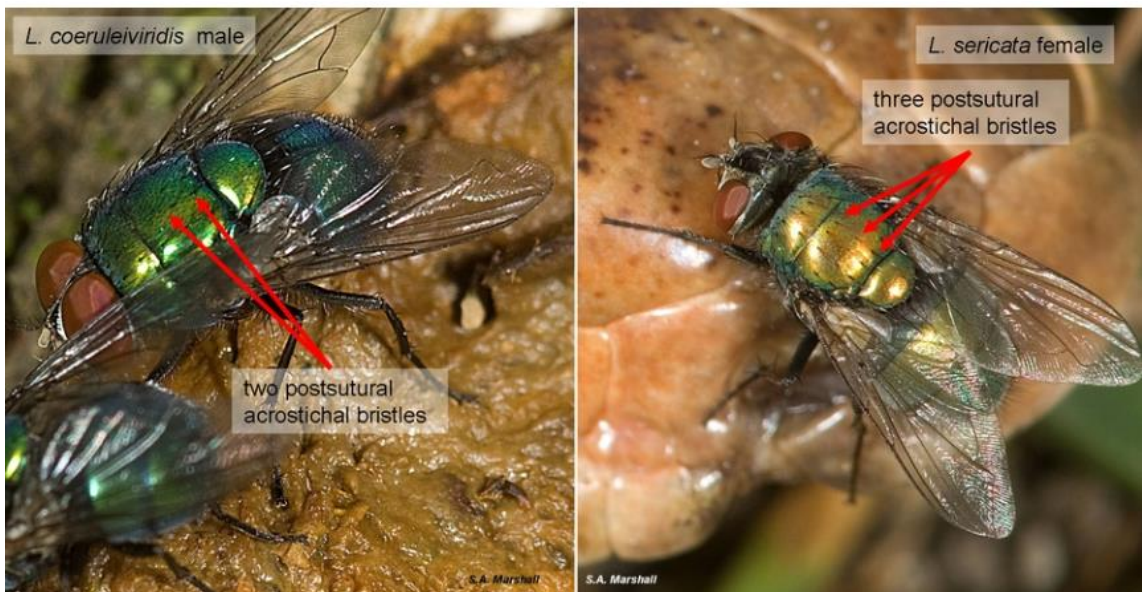 L. coeruleiviridis male
two postsutural
acrostichal bristles
S.A. Marshall
L. sericata female
three postsutural
acrostichal bristles
S.A. Marshall